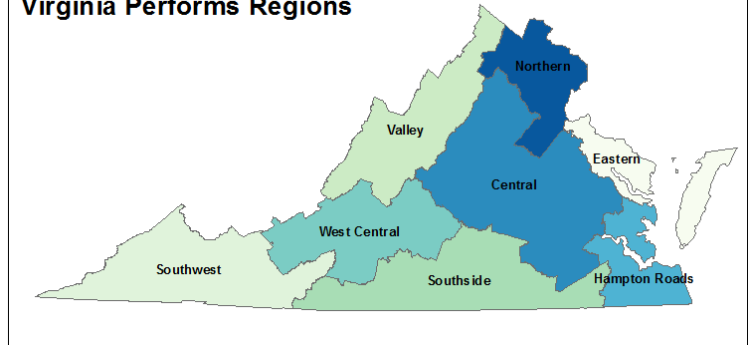 Virginia Performs Regions
Northern
Valley
Eastern
Central
West Central
Southwest
Southside
Hampton Roads